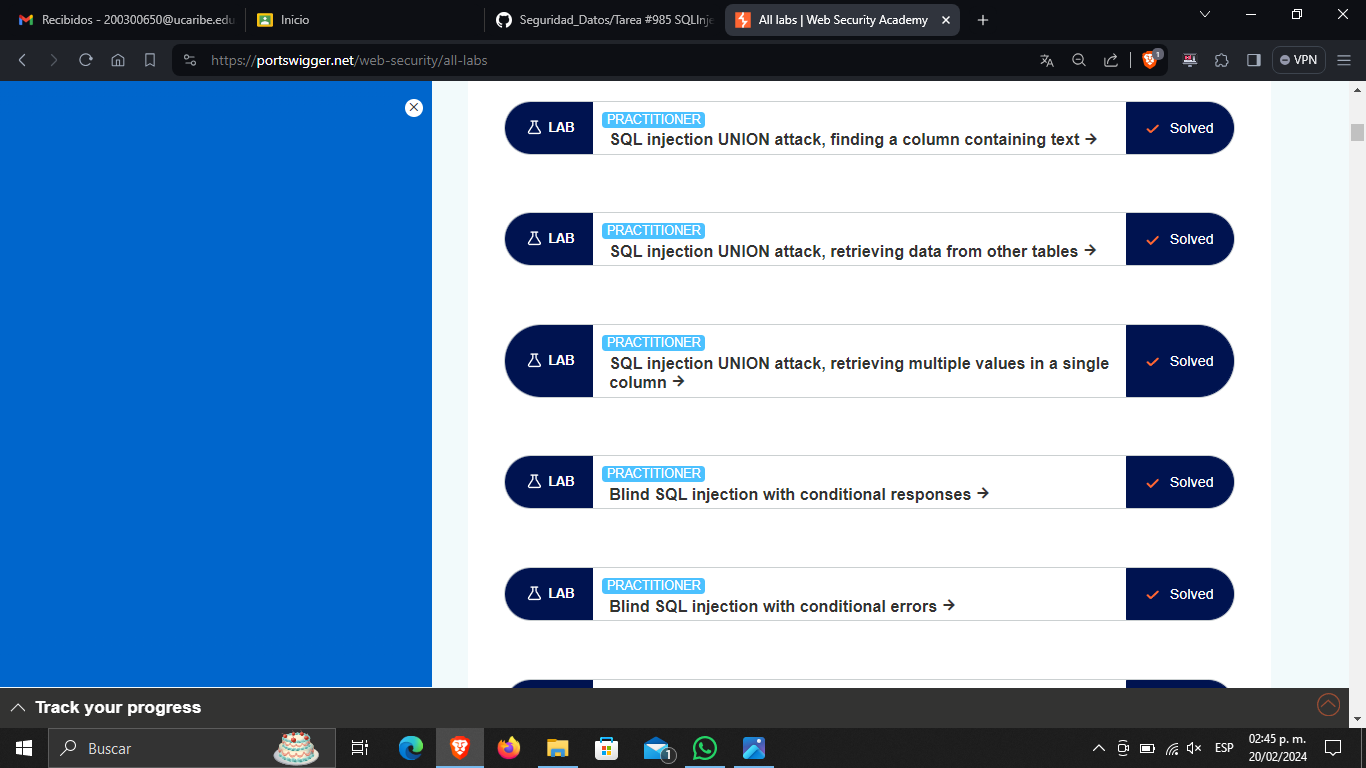 Recibidos - 200300650@ucaribe.edu
Inicio
Seguridad_Datos/Tarea #985 SQLInje
All labs | Web Security Academy
https://portswigger.net/web-security/all-labs
1
VPN
LAB
PRACTITIONER
SQL injection UNION attack, finding a column containing text →
Solved
LAB
PRACTITIONER
SQL injection UNION attack, retrieving data from other tables →
Solved
LAB
PRACTITIONER
SQL injection UNION attack, retrieving multiple values in a single
column →
Solved
LAB
PRACTITIONER
Blind SQL injection with conditional responses →
Solved
LAB
PRACTITIONER
Blind SQL injection with conditional errors →
Solved
Track your progress
Buscar
1
ESP
02:45 p. m.
20/02/2024